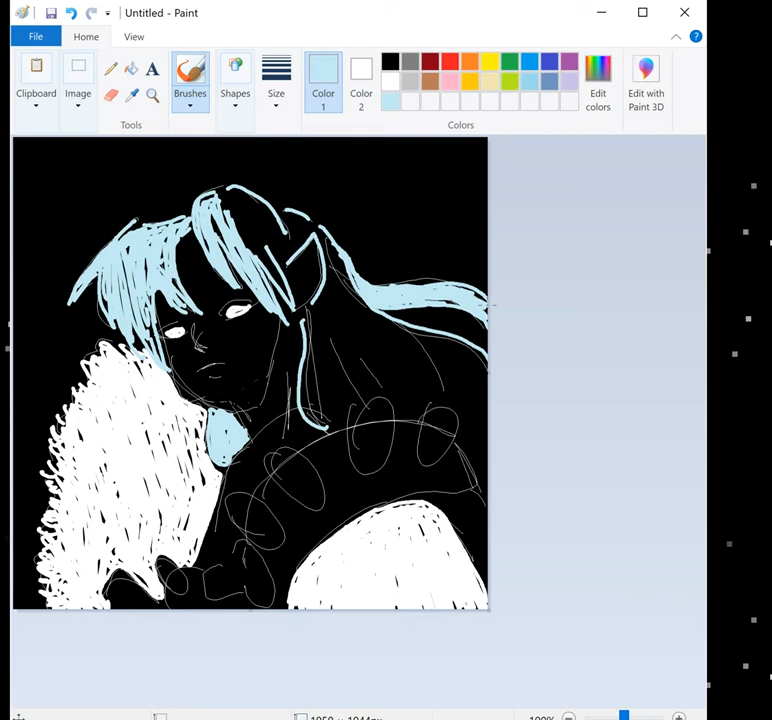 Untitled - Paint
File Home View
Clipboard
Image
Tools
Brushes
Shapes
Size
Color 1
Color 2
Edit colors
Edit with Paint 3D
Colors
100%